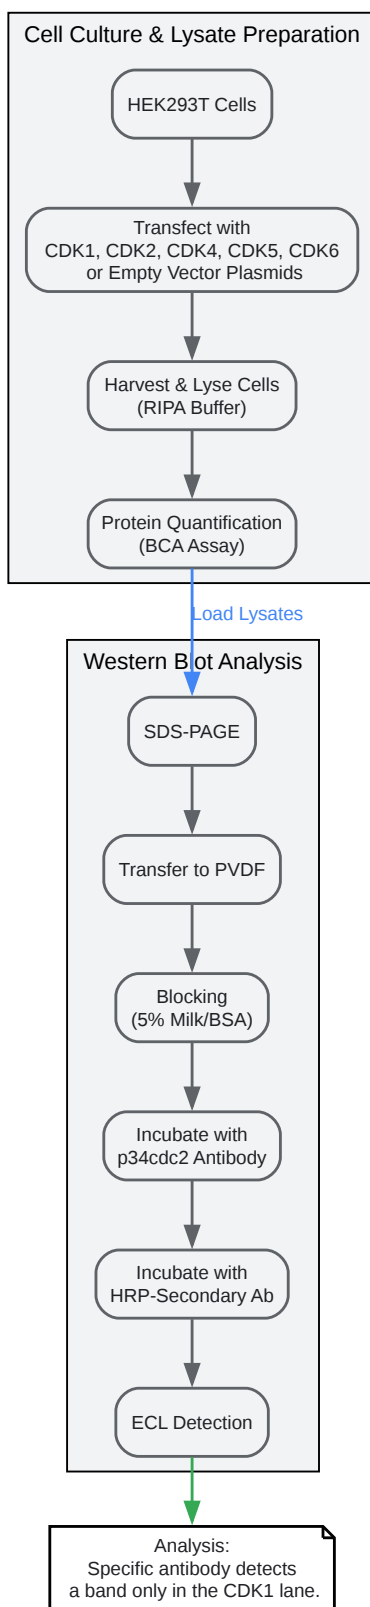 Cell Culture & Lysate Preparation
HEK293T Cells
Transfect with
CDK1, CDK2, CDK4, CDK5, CDK6
or Empty Vector Plasmids
Harvest & Lyse Cells
(RIPA Buffer)
Protein Quantification
(BCA Assay)
Load Lysates
Western Blot Analysis
SDS-PAGE
Transfer to PVDF
Blocking
(5% Milk/BSA)
Incubate with
p34cdc2 Antibody
Incubate with
HRP-Secondary Ab
ECL Detection
Analysis:
Specific antibody detects
a band only in the CDK1 lane.